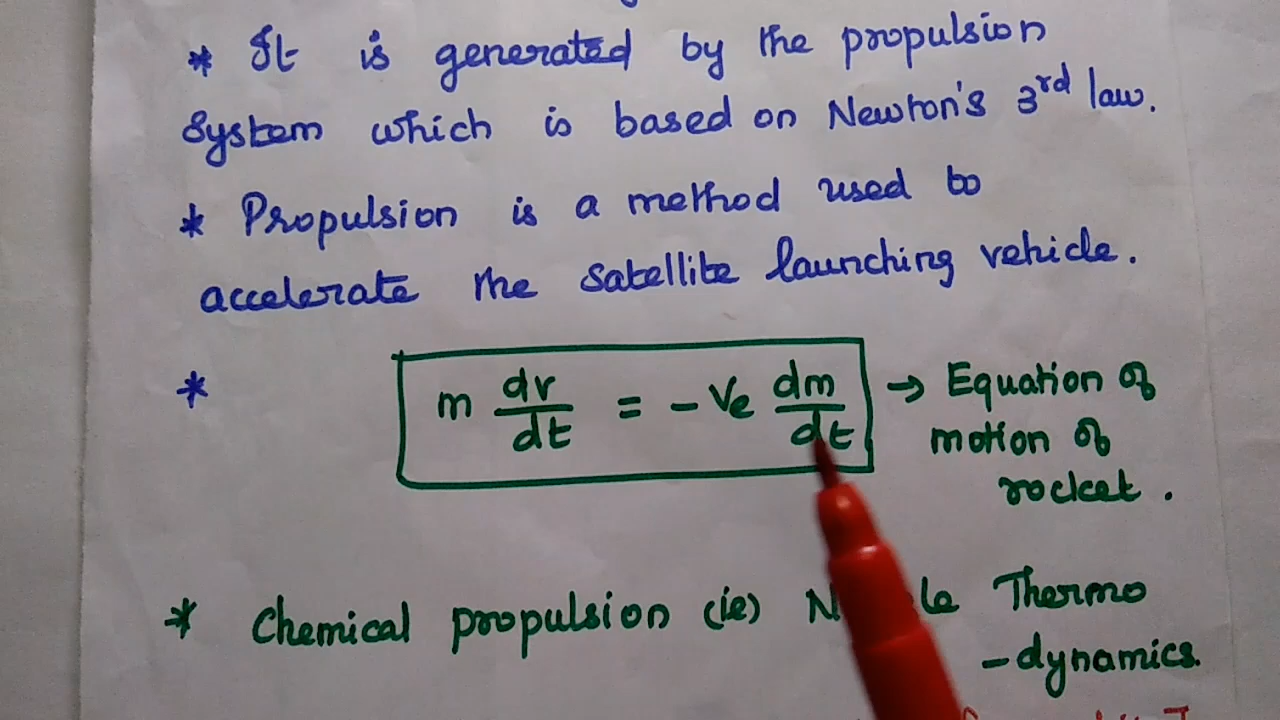 * It is generated by the propulsion
System which is based on Newton's 3rd law.
* Propulsion is a method used to
accelerate the satellite launching vehicle.
* m dv/dt = - Ve dm/dt → Equation of
motion of
rocket.
* Chemical propulsion (ie) Thermo
-dynamics.